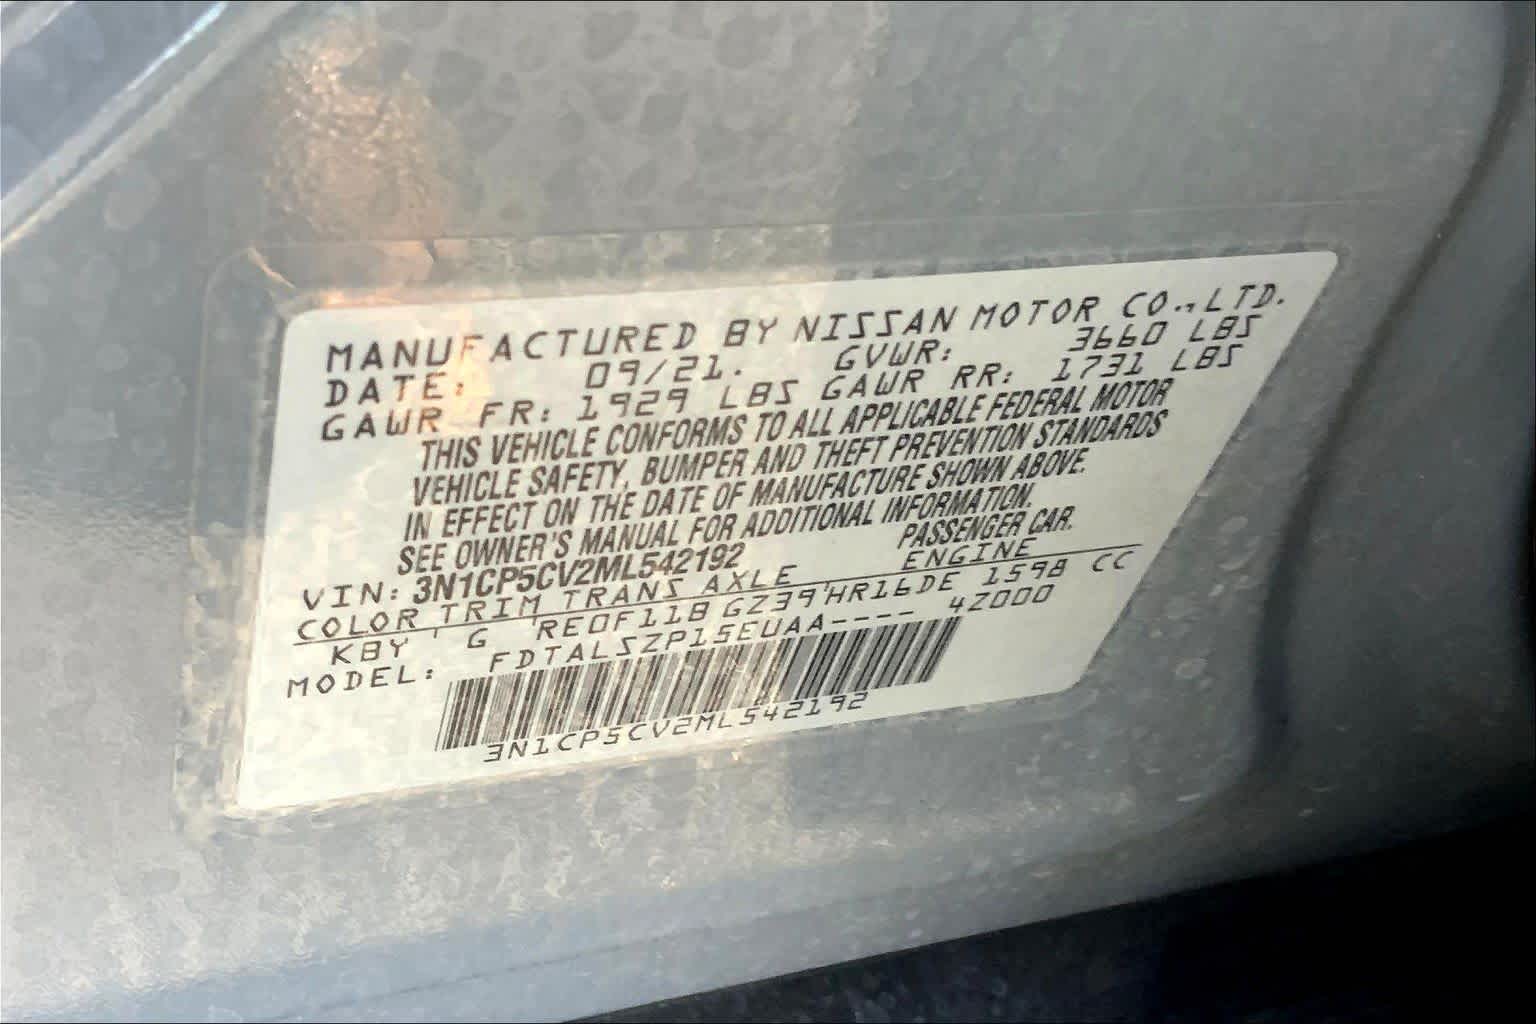 MANUFACTURED BY NISSAN MOTOR CO.,LTD.
DATE: 09/21. GVWR: 3660 LBS
GAWR FR: 1929 LBS GAWR RR: 1731 LBS
THIS VEHICLE CONFORMS TO ALL APPLICABLE FEDERAL MOTOR
VEHICLE SAFETY, BUMPER AND THEFT PREVENTION STANDARDS
IN EFFECT ON THE DATE OF MANUFACTURE SHOWN ABOVE.
SEE OWNER'S MANUAL FOR ADDITIONAL INFORMATION.
VIN: 3N1CP5CV2ML542192 PASSENGER CAR.
COLOR TRIM TRANS AXLE ENGINE
KBY G RE0F11B GZ39 HR16DE 1598 CC
MODEL: FDTALSZP15EUAA---- 4Z000
3N1CP5CV2ML542192